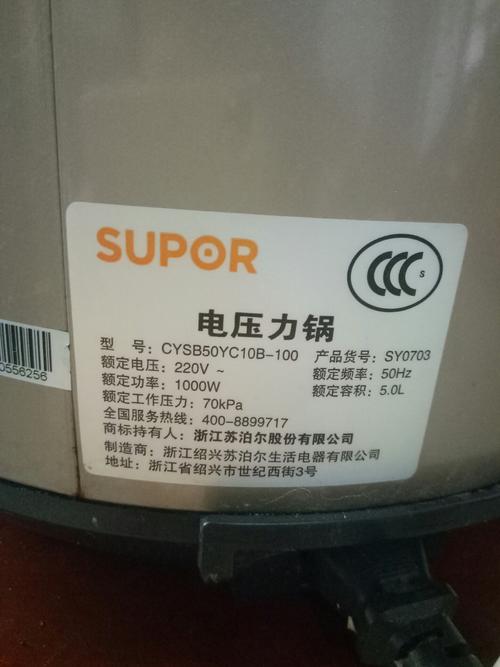 SUPOR
CCC S
电压力锅
型 号: CYSB50YC10B-100 产品货号: SY0703
额定电压: 220V ~ 额定频率: 50Hz
额定功率: 1000W 额定容积: 5.0L
额定工作压力: 70kPa
全国服务热线: 400-8899717
商标持有人: 浙江苏泊尔股份有限公司
制造商: 浙江绍兴苏泊尔生活电器有限公司
地址: 浙江省绍兴市世纪西街3号
0556256